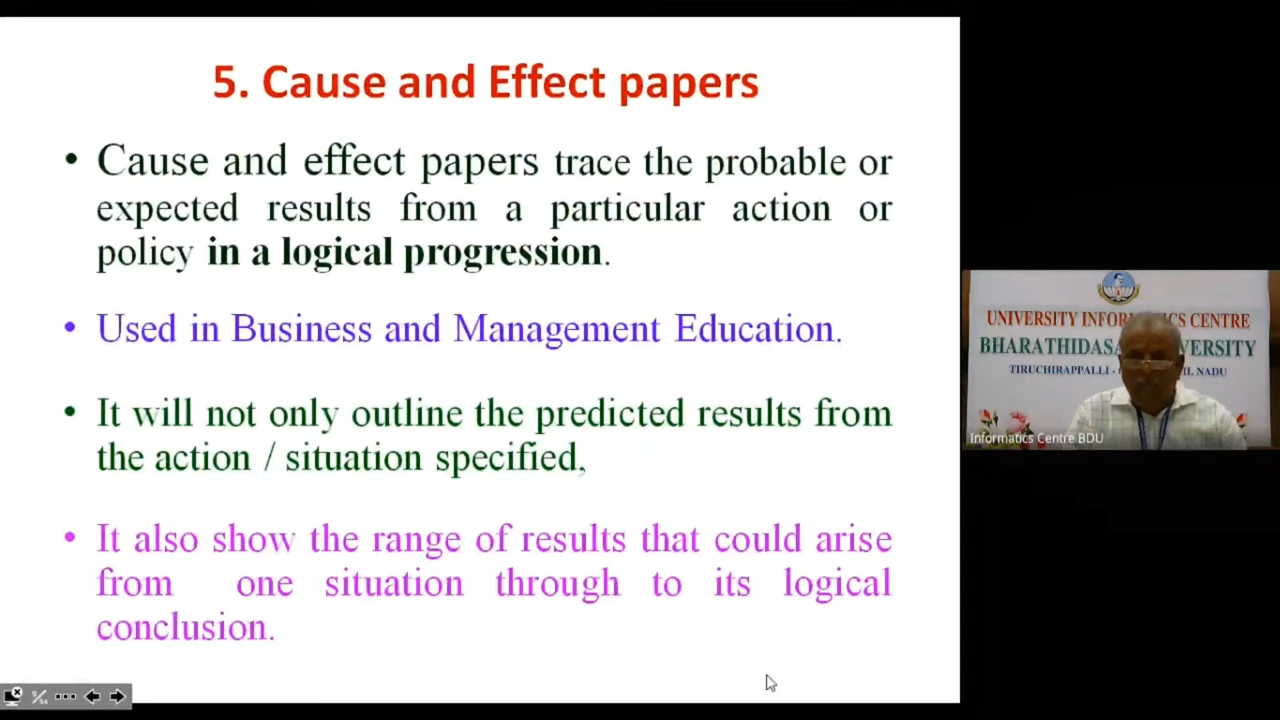 5. Cause and Effect papers
• Cause and effect papers trace the probable or
expected results from a particular action or
policy in a logical progression.
• Used in Business and Management Education.
• It will not only outline the predicted results from
the action / situation specified,
• It also show the range of results that could arise
from one situation through to its logical
conclusion.
UNIVERSITY INFORMATICS CENTRE
BHARATHIDASAN UNIVERSITY
TIRUCHIRAPPALLI -
NADU
Informatics Centre BDU